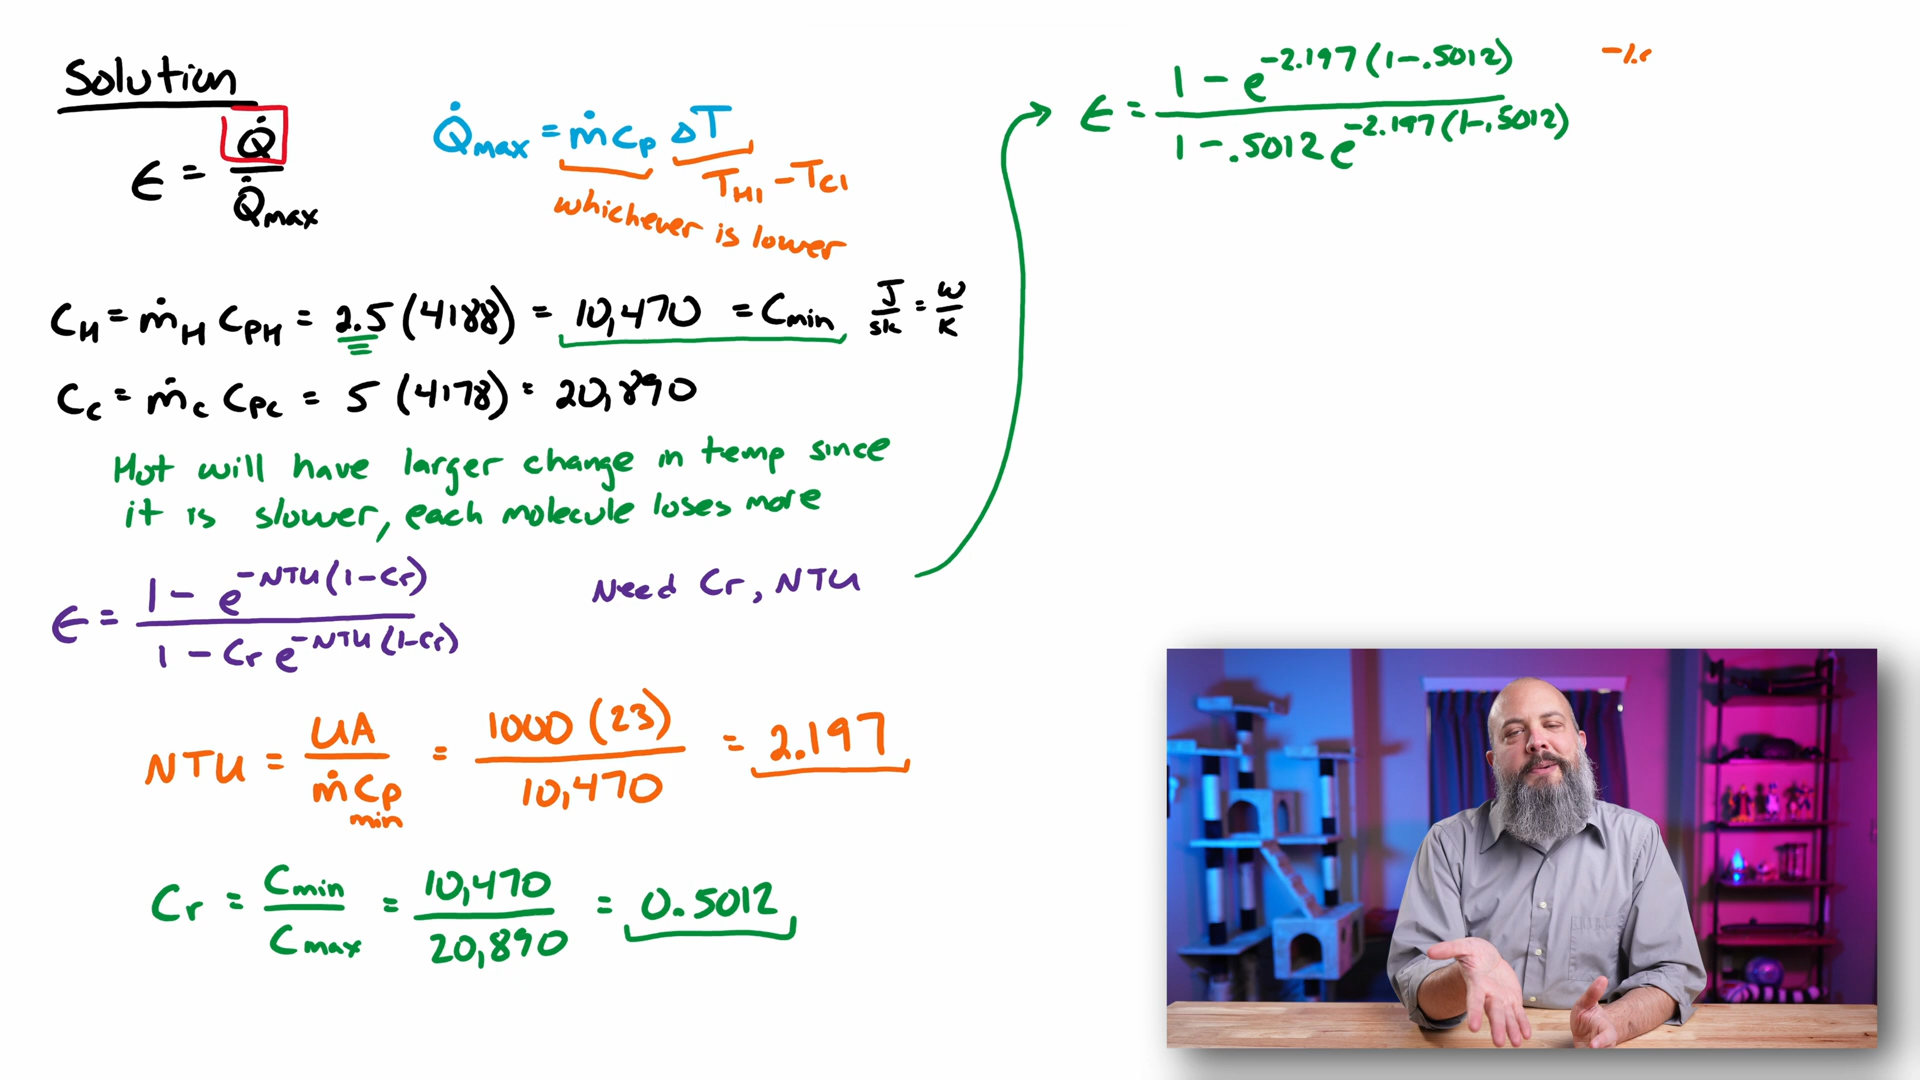 Solution
ϵ = Q̇ / Q̇max
Q̇max = ṁ cp ΔT
TH1 - TC1
whichever is lower
CH = ṁH CPH = 2.5 (4188) = 10,470 = Cmin J/sK = W/K
Cc = ṁc CPC = 5 (4178) = 20,890
Hot will have larger change in temp since
it is slower, each molecule loses more
ϵ = 1 - e^-NTU(1-Cr) / 1 - Cr e^-NTU(1-Cr)
Need Cr, NTU
NTU = UA / ṁCp min = 1000 (23) / 10,470 = 2.197
Cr = Cmin / Cmax = 10,470 / 20,890 = 0.5012
ϵ = 1 - e^-2.197(1-.5012) / 1 - .5012 e^-2.197(1-.5012)